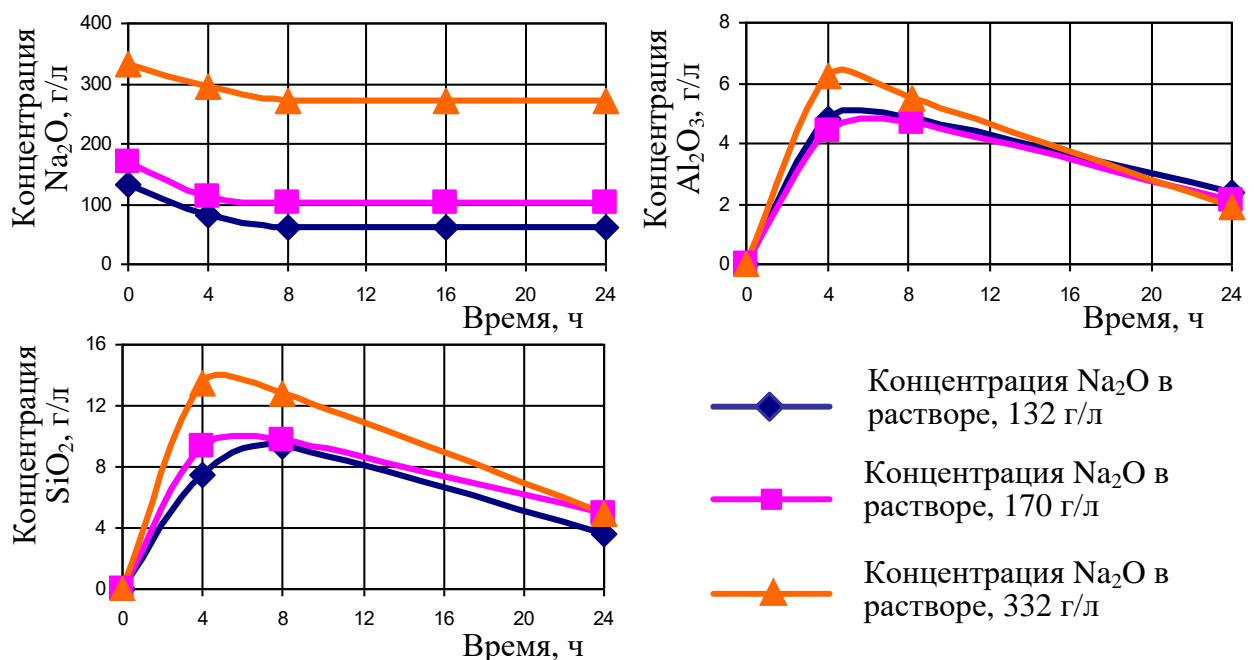 Концентрация
Na₂O, г/л
400
300
200
100
0
0 4 8 12 16 20 24
Время, ч
Концентрация
Al₂O₃, г/л
8
6
4
2
0
0 4 8 12 16 20 24
Время, ч
Концентрация
SiO₂, г/л
16
12
8
4
0
0 4 8 12 16 20 24
Время, ч
Концентрация Na₂O в
растворе, 132 г/л
Концентрация Na₂O в
растворе, 170 г/л
Концентрация Na₂O в
растворе, 332 г/л